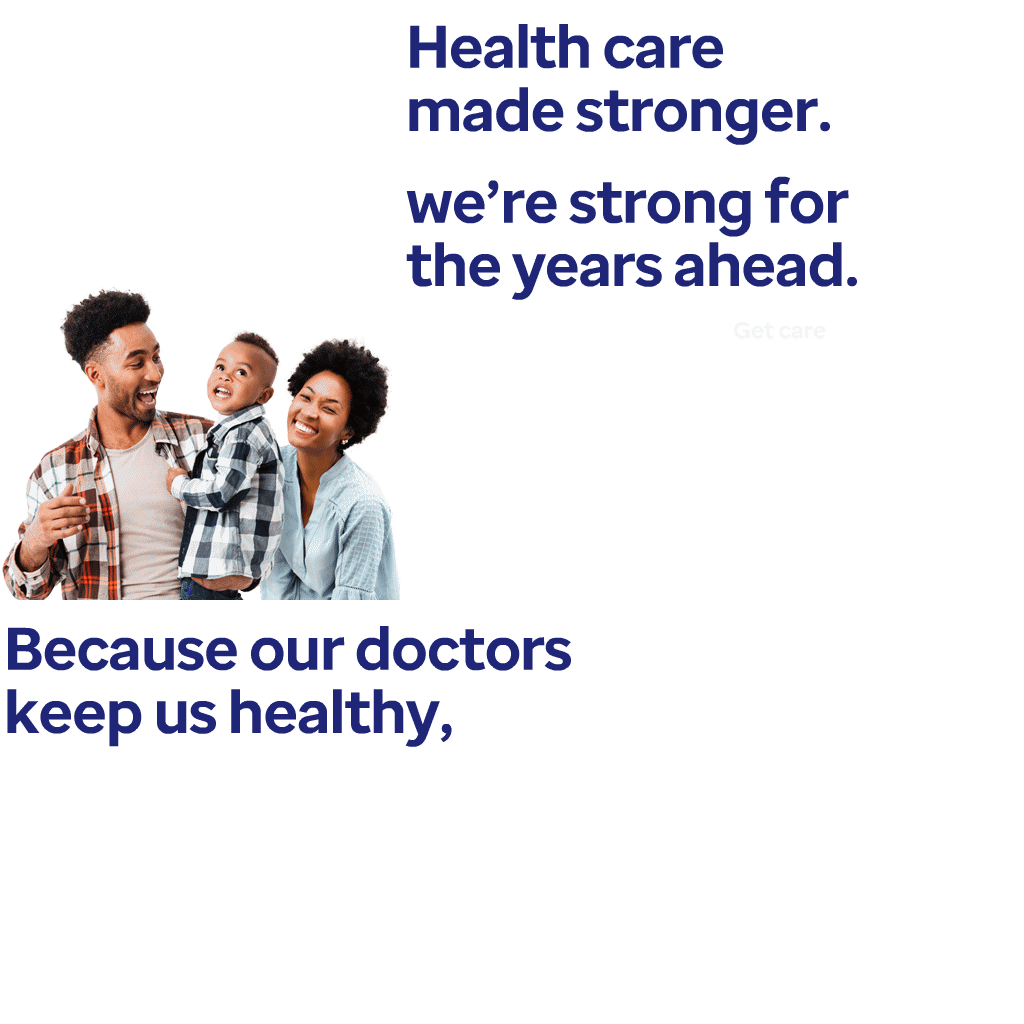 Health care
made stronger.
we're strong for
the years ahead.
Get care
Because our doctors
keep us healthy,